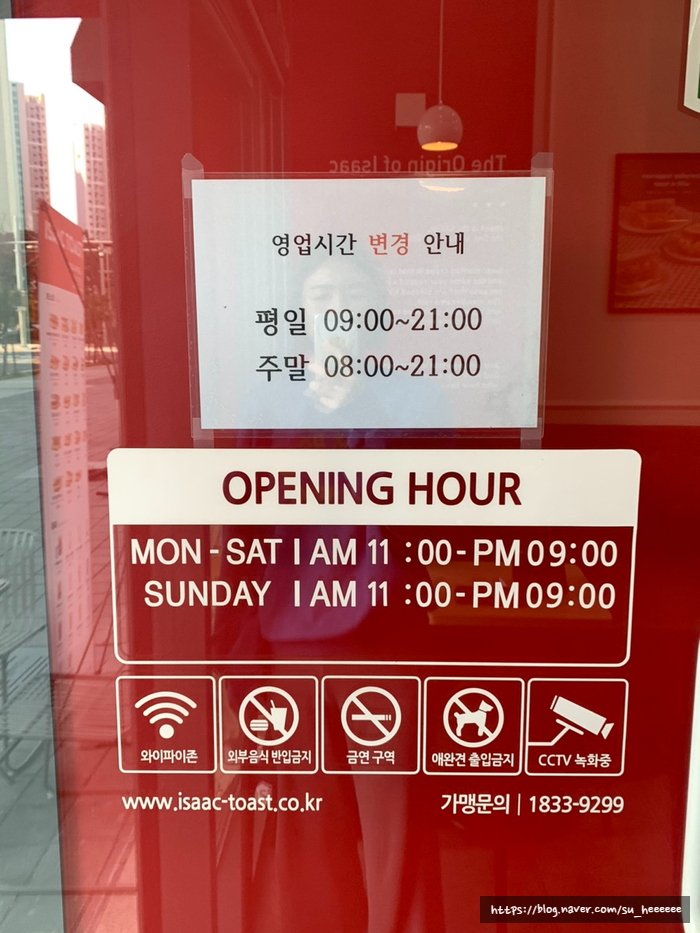 The Origin of Isaac
영업시간 변경 안내
평일 09:00~21:00
주말 08:00~21:00
OPENING HOUR
MON - SAT | AM 11 :00 - PM 09:00
SUNDAY | AM 11 :00 - PM 09:00
와이파이존
외부음식 반입금지
금연 구역
애완견 출입금지
CCTV 녹화중
www.isaac-toast.co.kr
가맹문의 | 1833-9299
https://blog.naver.com/su_heeeeee